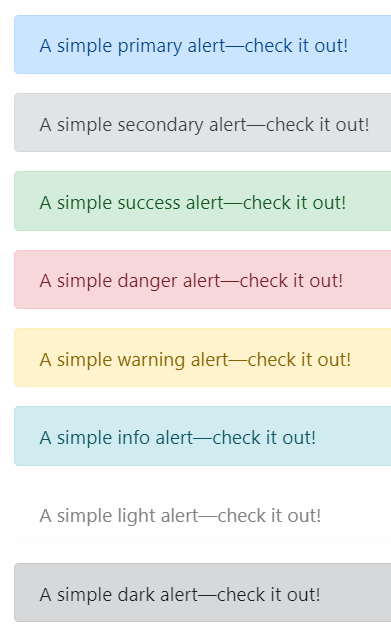 A simple primary alert—check it out!
A simple secondary alert—check it out!
A simple success alert—check it out!
A simple danger alert—check it out!
A simple warning alert—check it out!
A simple info alert—check it out!
A simple light alert—check it out!
A simple dark alert—check it out!